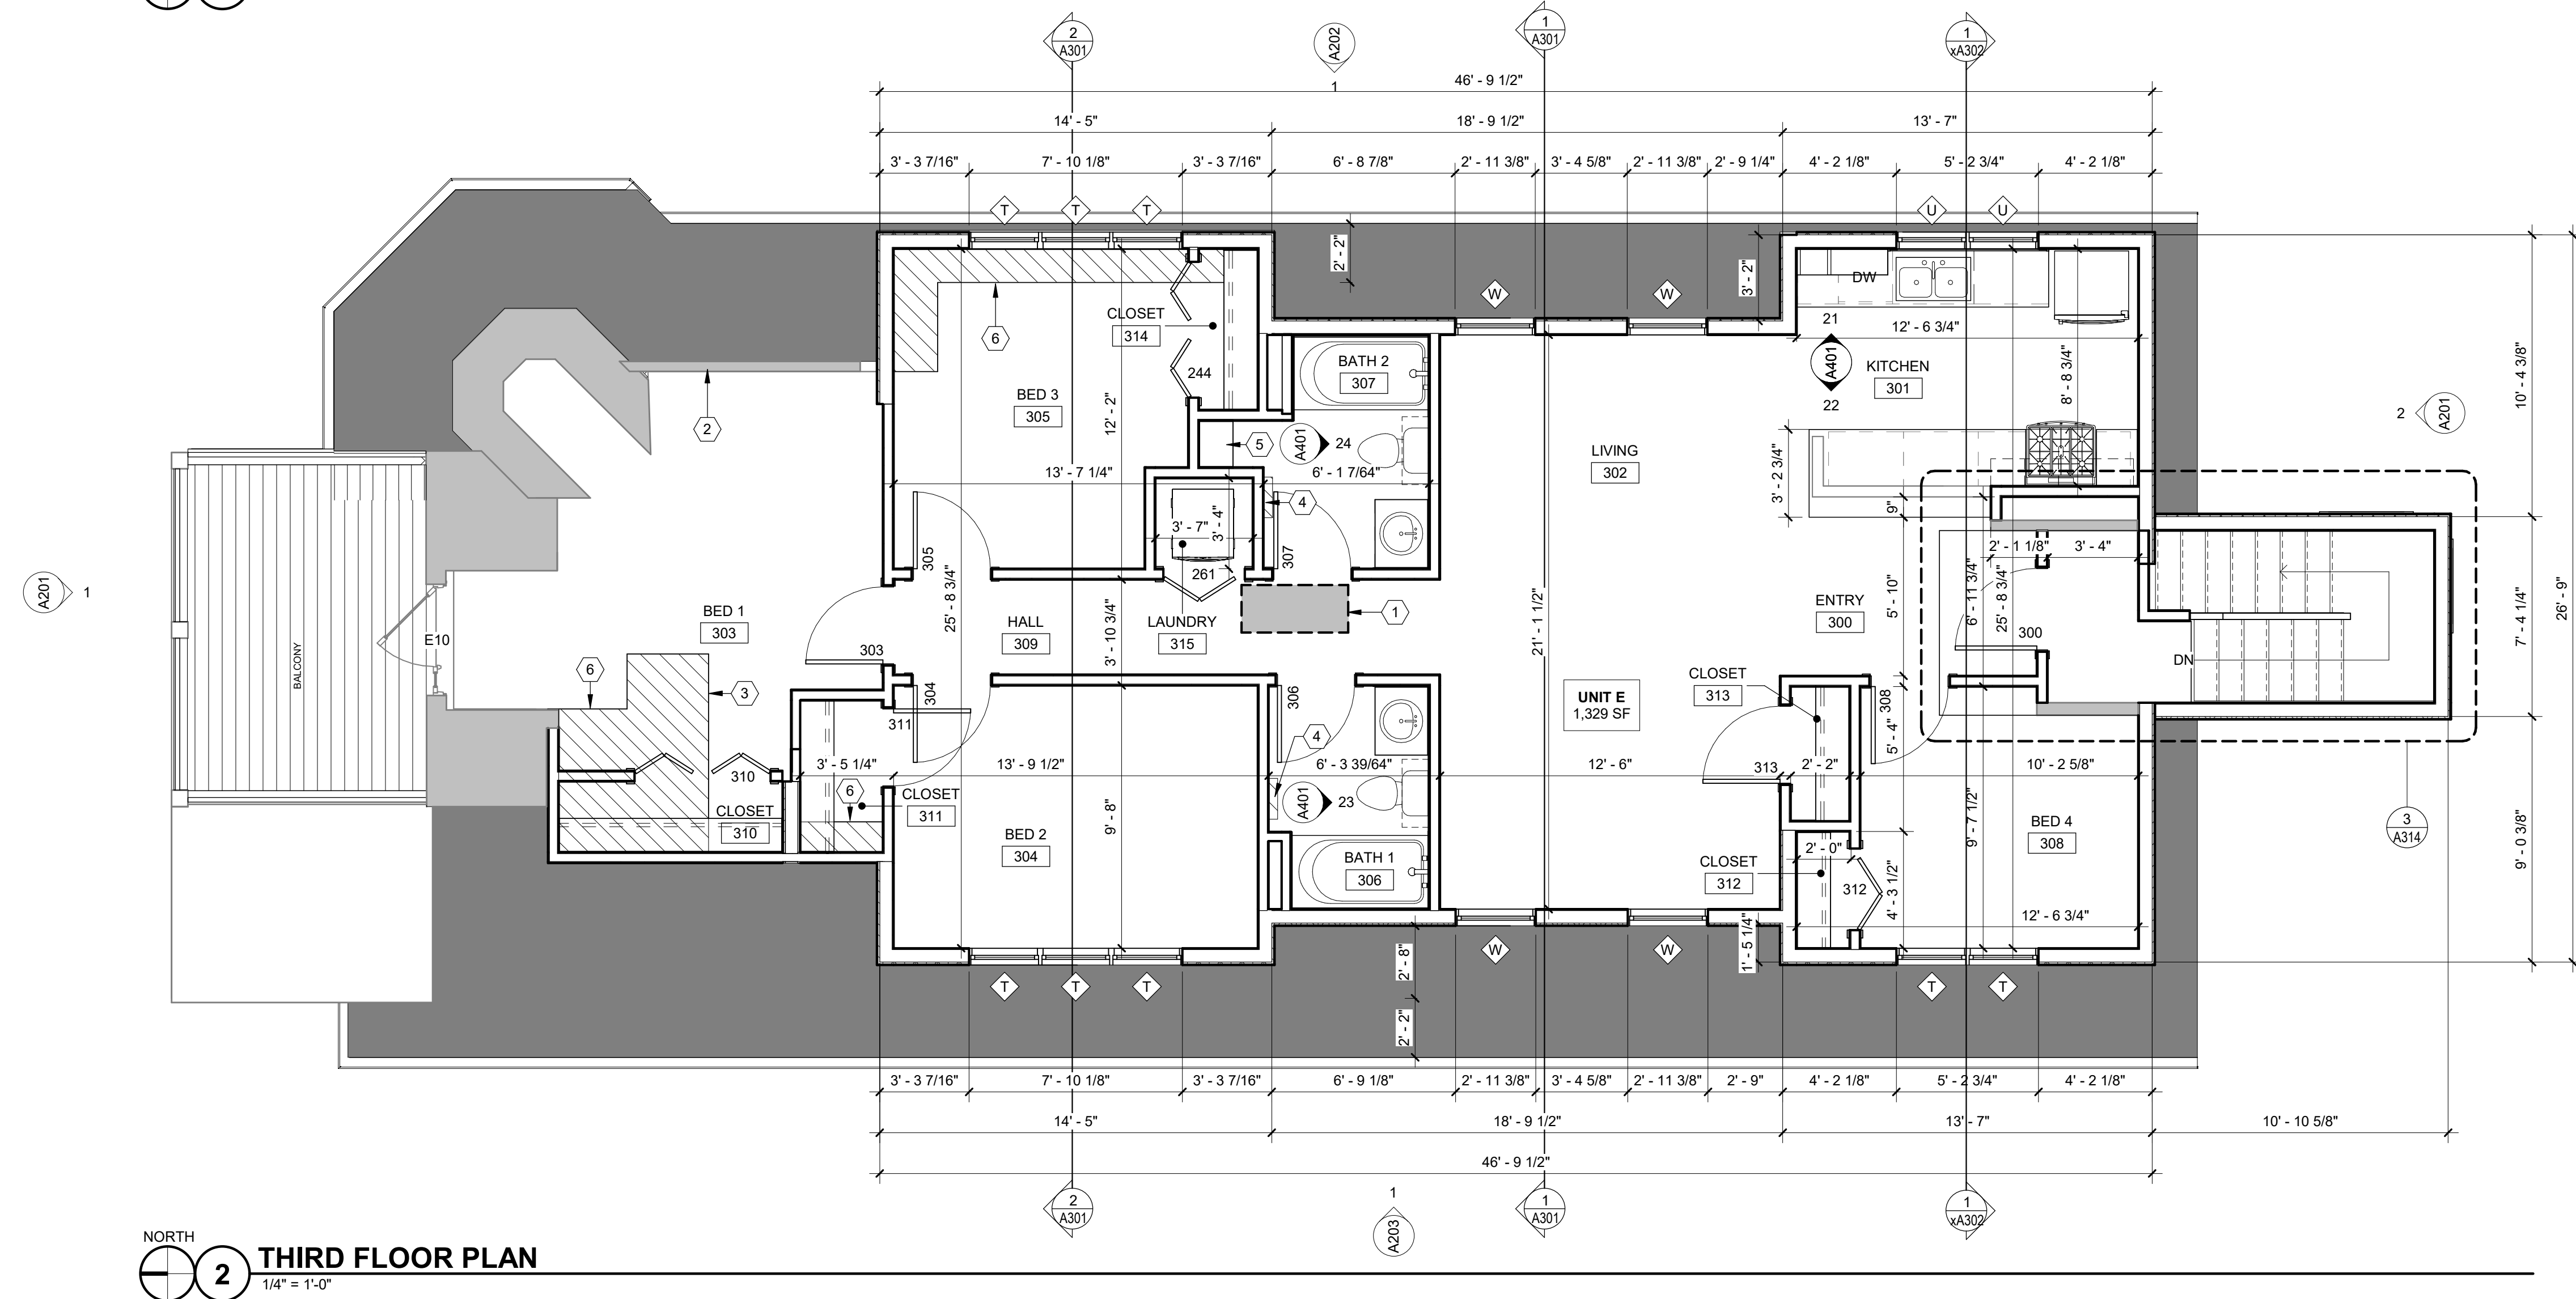 2
A301
A202
1
1
A301
1
xA302
46' - 9 1/2"
14' - 5"
18' - 9 1/2"
13' - 7"
3' - 3 7/16"
7' - 10 1/8"
3' - 3 7/16"
6' - 8 7/8"
2' - 11 3/8"
3' - 4 5/8"
2' - 11 3/8"
2' - 9 1/4"
4' - 2 1/8"
5' - 2 3/4"
4' - 2 1/8"
T
T
T
U
U
2' - 2"
3' - 2"
W
W
DW
21
12' - 6 3/4"
A401
22
KITCHEN
301
8' - 8 3/4"
CLOSET
314
6
244
BATH 2
307
BED 3
305
12' - 2"
2
5
A401
24
13' - 7 1/4"
6' - 1 7/64"
4
LIVING
302
3' - 2 3/4"
9"
10' - 4 3/8"
2
A201
26' - 9"
3' - 7"
3' - 4"
305
307
261
2' - 1 1/8"
3' - 4"
A201
1
BED 1
303
25' - 8 3/4"
HALL
309
3' - 10 3/4"
LAUNDRY
315
1
21' - 1 1/2"
ENTRY
300
5' - 10"
6' - 11 3/4"
25' - 8 3/4"
300
DN
7' - 4 1/4"
E10
BALCONY
303
6
3
304
311
306
UNIT E
1,329 SF
CLOSET
313
308
5' - 4"
310
CLOSET
310
3' - 5 1/4"
13' - 9 1/2"
6' - 3 39/64"
4
12' - 6"
313
2' - 2"
10' - 2 5/8"
6
CLOSET
311
A401
23
BED 2
304
9' - 8"
BATH 1
306
CLOSET
312
2' - 0"
312
4' - 3 1/2"
9' - 7 1/2"
BED 4
308
3
A314
9' - 0 3/8"
12' - 6 3/4"
1' - 5 1/4"
W
W
2' - 8"
2' - 2"
T
T
T
T
T
3' - 3 7/16"
7' - 10 1/8"
3' - 3 7/16"
6' - 9 1/8"
2' - 11 3/8"
3' - 4 5/8"
2' - 11 3/8"
2' - 9"
4' - 2 1/8"
5' - 2 3/4"
4' - 2 1/8"
14' - 5"
18' - 9 1/2"
13' - 7"
10' - 10 5/8"
46' - 9 1/2"
2
A301
1
A203
1
A301
1
xA302
NORTH
2
THIRD FLOOR PLAN
1/4" = 1'-0"